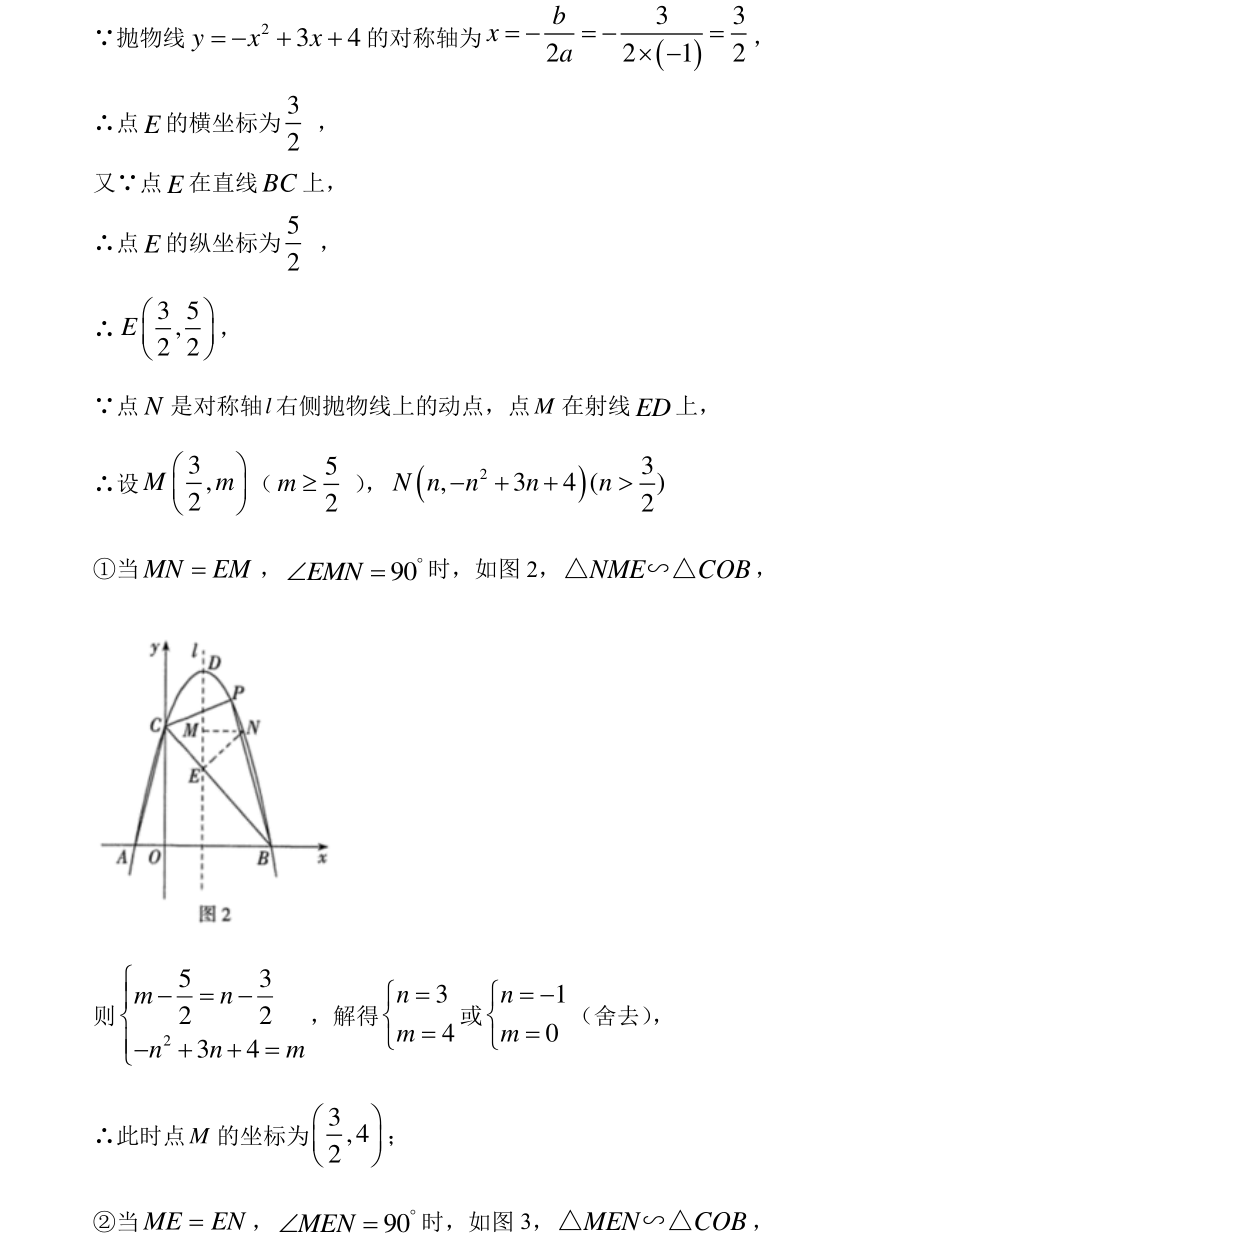 ∵抛物线 y = −x² + 3x + 4 的对称轴为 x = −b/2a = −3/(2×(−1)) = 3/2，
∴点 E 的横坐标为 3/2 ，
又∵点 E 在直线 BC 上，
∴点 E 的纵坐标为 5/2 ，
∴ E(3/2, 5/2)，
∵点 N 是对称轴 l 右侧抛物线上的动点，点 M 在射线 ED 上，
∴设 M(3/2, m)（ m ≥ 5/2 ），N(n, −n² + 3n + 4)(n > 3/2)
①当 MN = EM ，∠EMN = 90° 时，如图 2，△NME∽△COB，
y l D
P
C M N
E
A O B x
图 2
则 { m − 5/2 = n − 3/2, −n² + 3n + 4 = m ，解得 { n = 3, m = 4 或 { n = −1, m = 0 （舍去），
∴此时点 M 的坐标为 (3/2, 4)；
②当 ME = EN ，∠MEN = 90° 时，如图 3，△MEN∽△COB，